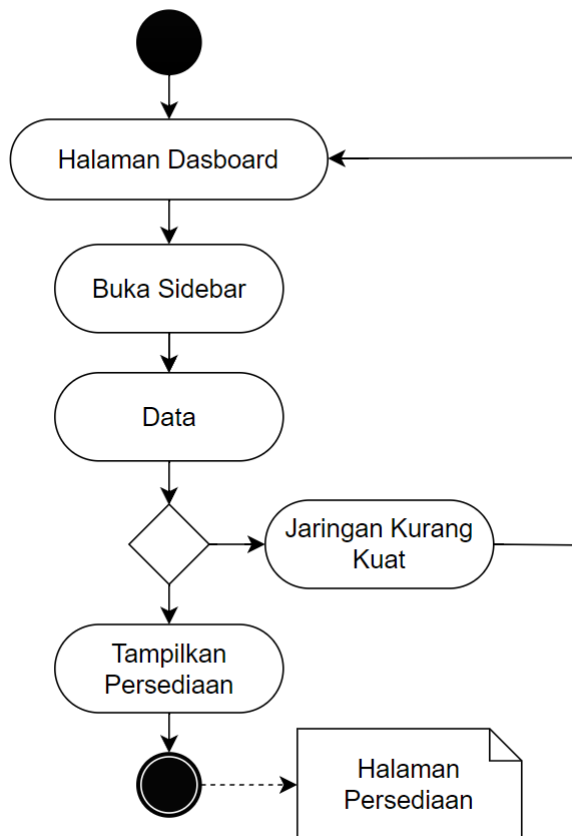 Halaman Dasboard
Buka Sidebar
Data
Jaringan Kurang
Kuat
Tampilkan
Persediaan
Halaman
Persediaan